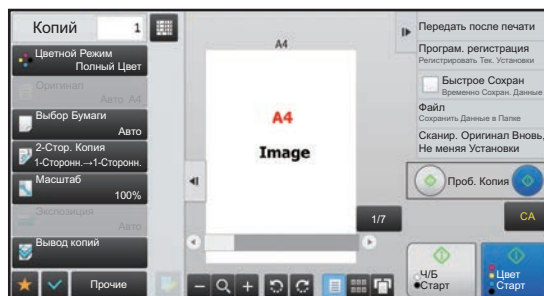 Копий 1
Цветной Режим
Полный Цвет
Оригинал
Авто A4
Выбор Бумаги
Авто
2-Стор. Копия
1-Сторонн.→1-Сторонн.
Масштаб
100%
Экспозиция
Авто
Вывод копий
Прочие
A4
A4
Image
1/7
Передать после печати
Програм. регистрация
Регистрировать Тек. Установки
Быстрое Сохран
Временно Сохран. Данные
Файл
Сохранить Данные в Папке
Сканир. Оригинал Вновь,
Не меняя Установки
Проб. Копия
CA
Ч/Б
Старт
Цвет
Старт